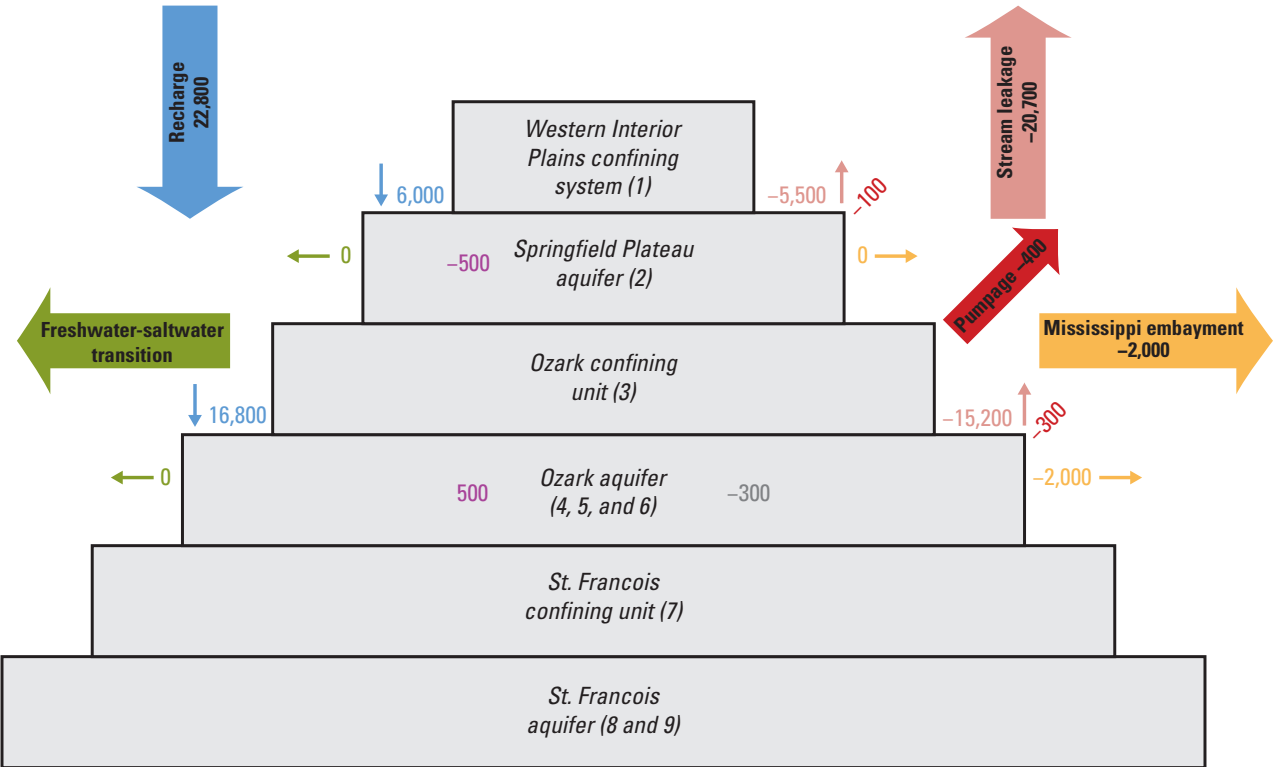 Recharge
22,800
Stream leakage
−20,700
Western Interior
Plains confining
system (1)
6,000
−5,500
−100
0
−500
Springfield Plateau
aquifer (2)
0
Pumpage −400
Freshwater-saltwater
transition
Mississippi embayment
−2,000
Ozark confining
unit (3)
16,800
−15,200
−300
0
500
Ozark aquifer
(4, 5, and 6)
−300
−2,000
St. Francois
confining unit (7)
St. Francois
aquifer (8 and 9)